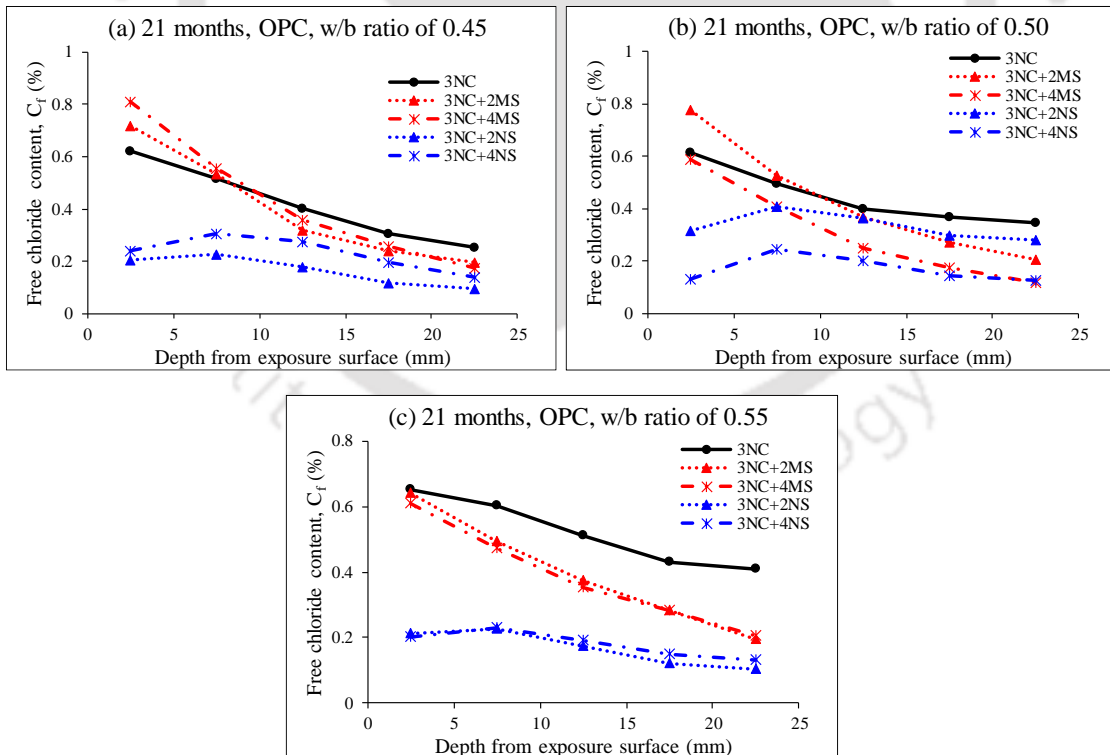 (a) 21 months, OPC, w/b ratio of 0.45
Free chloride content, C_f (%)
1
0.8
0.6
0.4
0.2
0
0 5 10 15 20 25
Depth from exposure surface (mm)
3NC
3NC+2MS
3NC+4MS
3NC+2NS
3NC+4NS
(b) 21 months, OPC, w/b ratio of 0.50
Free chloride content, C_f (%)
1
0.8
0.6
0.4
0.2
0
0 5 10 15 20 25
Depth from exposure surface (mm)
3NC
3NC+2MS
3NC+4MS
3NC+2NS
3NC+4NS
(c) 21 months, OPC, w/b ratio of 0.55
Free chloride content, C_f (%)
0.8
0.6
0.4
0.2
0
0 5 10 15 20 25
Depth from exposure surface (mm)
3NC
3NC+2MS
3NC+4MS
3NC+2NS
3NC+4NS